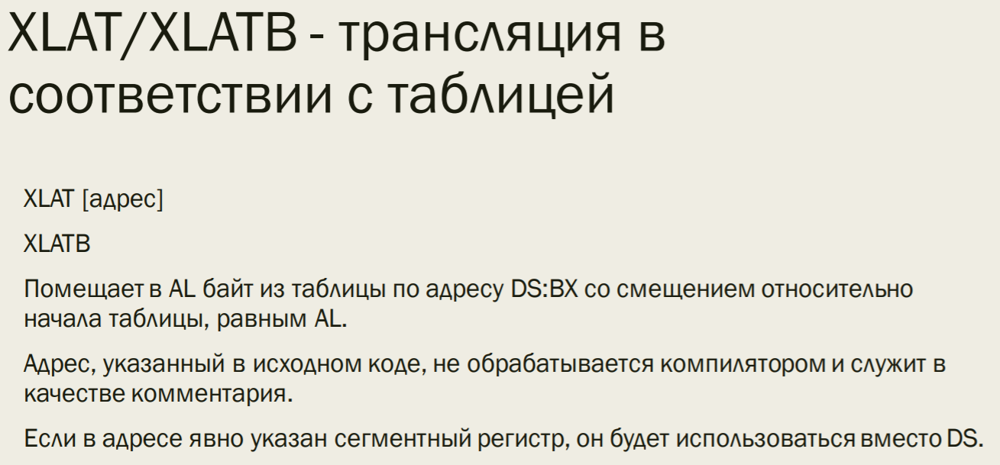 XLAT/XLATB - трансляция в
соответствии с таблицей
XLAT [адрес]
XLATB
Помещает в AL байт из таблицы по адресу DS:BX со смещением относительно
начала таблицы, равным AL.
Адрес, указанный в исходном коде, не обрабатывается компилятором и служит в
качестве комментария.
Если в адресе явно указан сегментный регистр, он будет использоваться вместо DS.